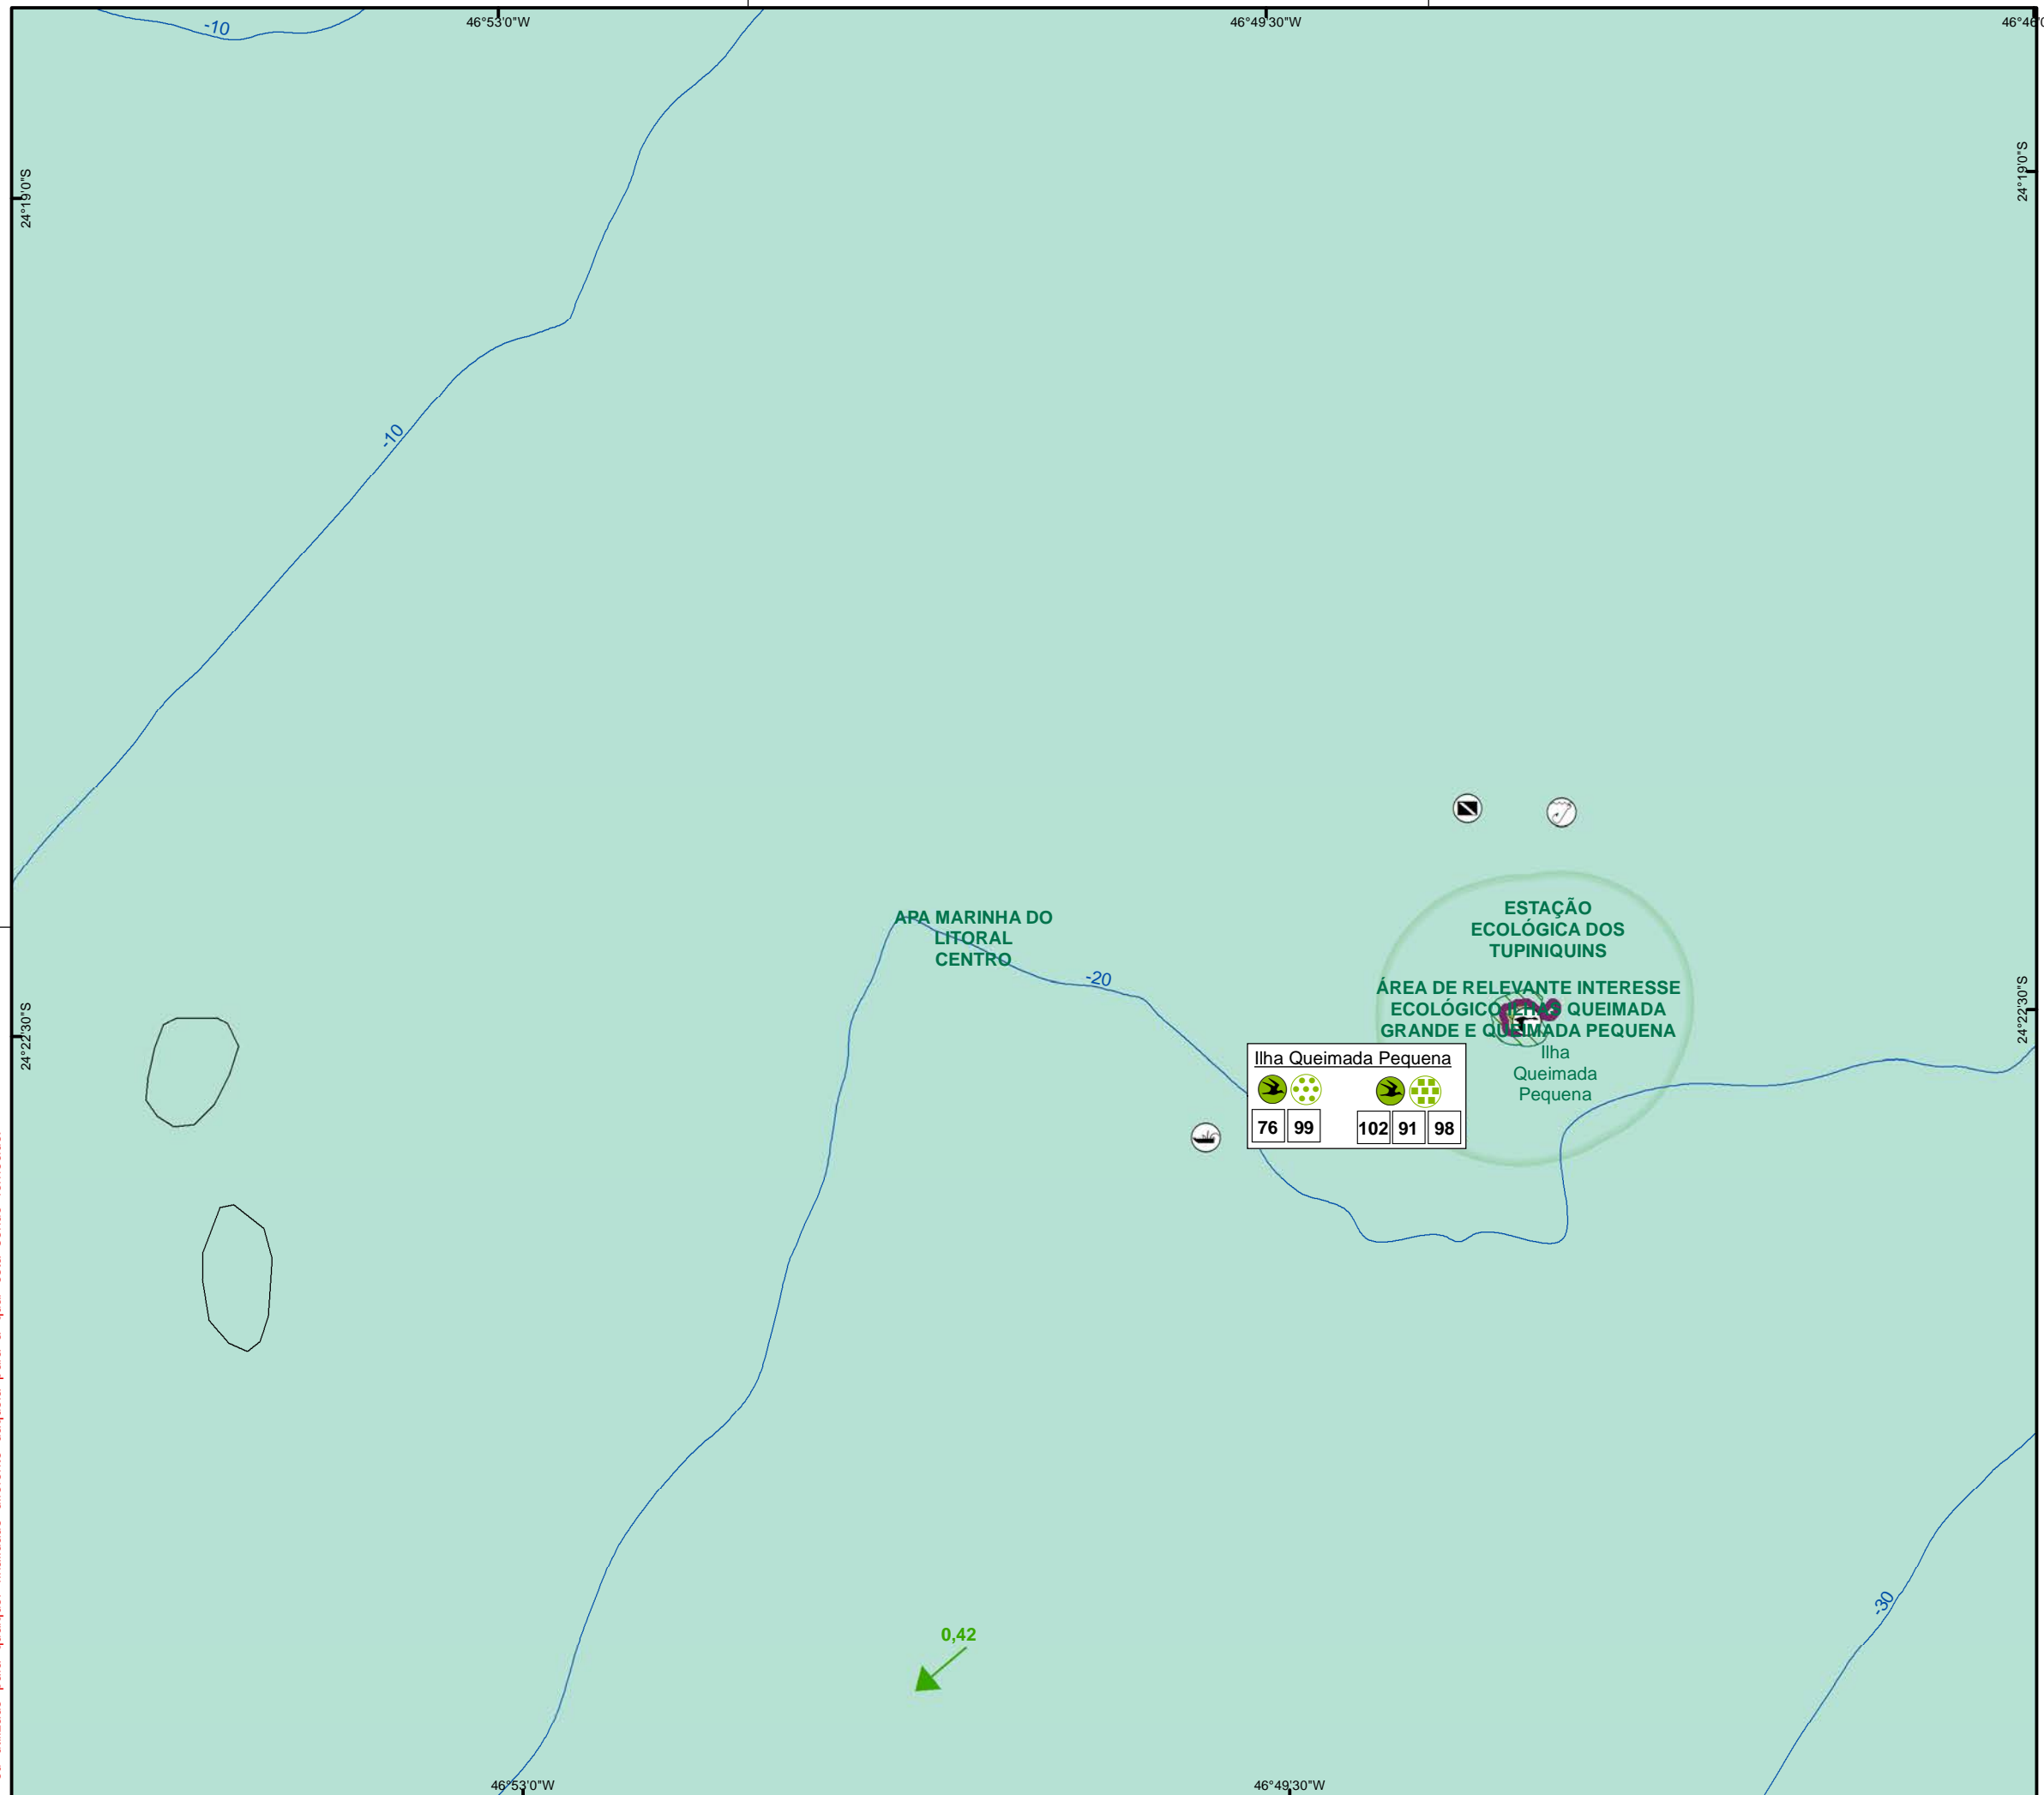 46°53'0"W
46°49'30"W
-10
24°19'0"S
24°19'0"S
-10
APA MARINHA DO
LITORAL
CENTRO
-20
ESTAÇÃO
ECOLÓGICA DOS
TUPINIQUINS
ÁREA DE RELEVANTE INTERESSE
ECOLÓGICO ILHAS QUEIMADA
GRANDE E QUEIMADA PEQUENA
Ilha
Queimada
Pequena
24°22'30"S
24°22'30"S
Ilha Queimada Pequena
76 99 102 91 98
-30
0,42
46°53'0"W
46°49'30"W